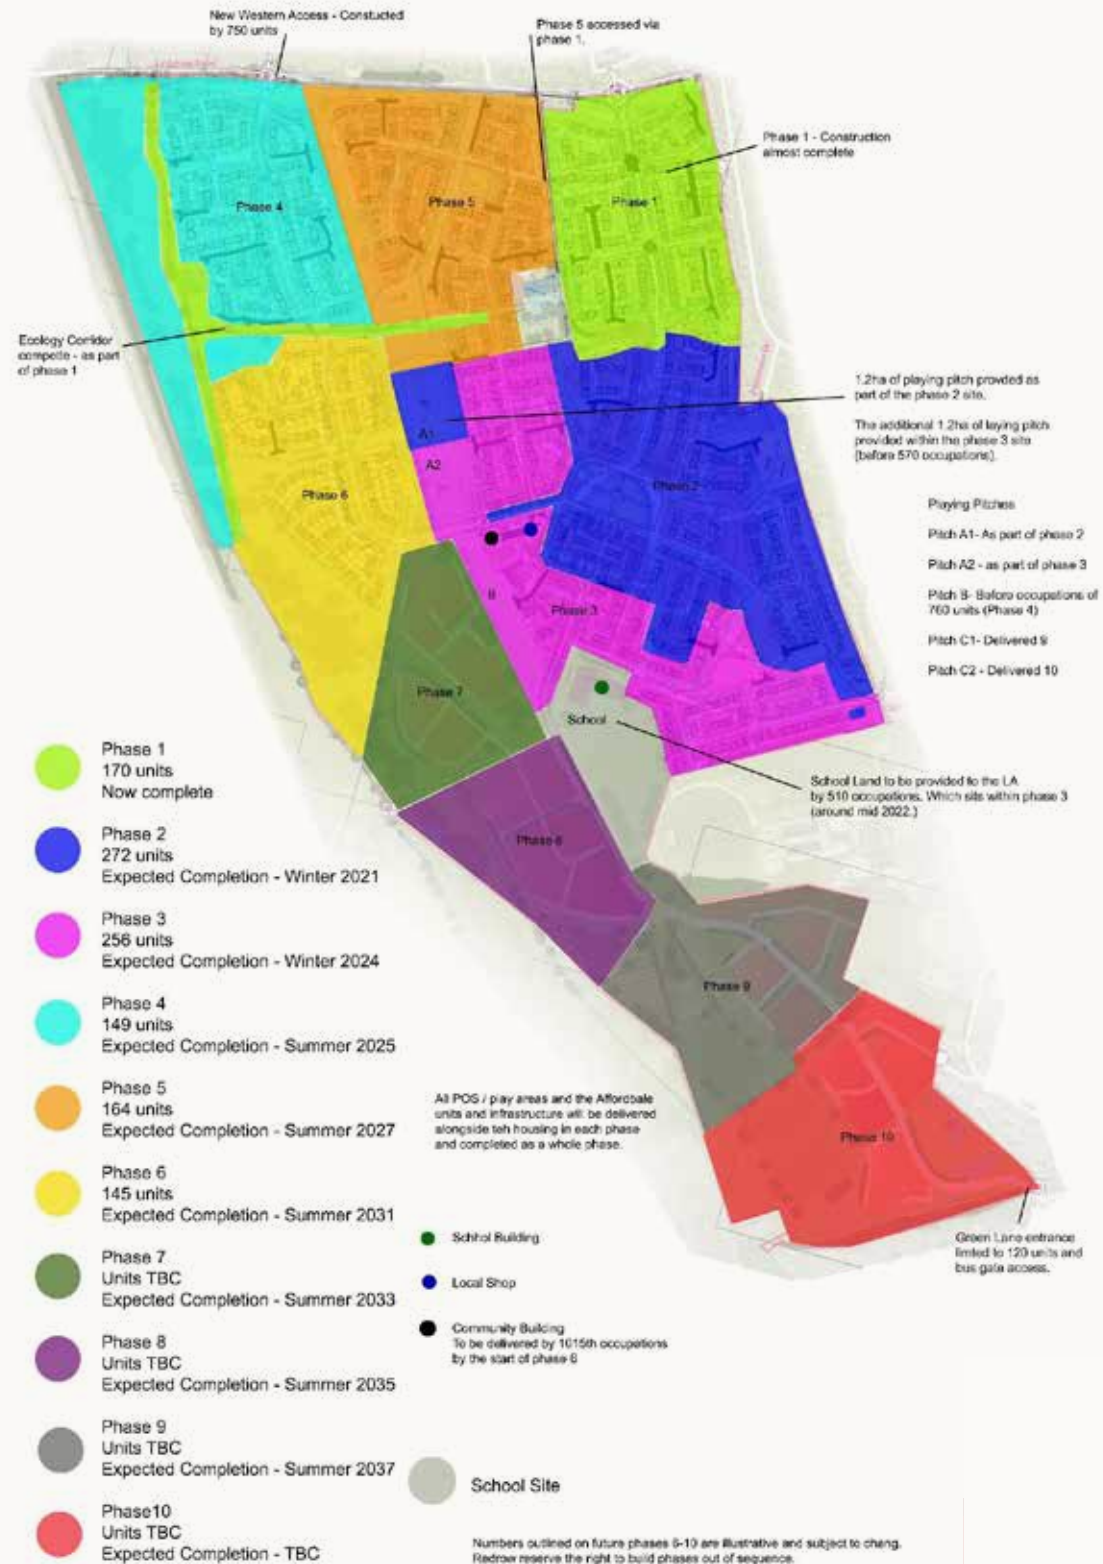 New Western Access - Constucted
by 750 units
Phase 5 accessed via
phase 1.
Phase 1 - Construction
almost complete
Phase 4
Phase 5
Phase 1
Ecology Corridor
compelte - as part
of phase 1
1.2ha of playing pitch provded as
part of the phase 2 site.
The additional 1.2ha of laying pitch
provided within the phase 3 site
(before 570 occupations).
A1
A2
Phase 2
Phase 6
Playing Pitches
Pitch A1- As part of phase 2
Pitch A2 - as part of phase 3
Pitch B- Before occupations of
760 units (Phase 4)
Pitch C1- Delivered 9
Pitch C2 - Delivered 10
B
Phase 3
Phase 7
School
School Land to be provided to the LA
by 510 occupations. Which sits within phase 3
(around mid 2022.)
Phase 8
Phase 9
Phase 10
Green Lane entrance
limted to 120 units and
bus gate access.
All POS / play areas and the Affordbale
units and infrastructure will be delivered
alongside teh housing in each phase
and completed as a whole phase.
Phase 1
170 units
Now complete
Phase 2
272 units
Expected Completion - Winter 2021
Phase 3
256 units
Expected Completion - Winter 2024
Phase 4
149 units
Expected Completion - Summer 2025
Phase 5
164 units
Expected Completion - Summer 2027
Phase 6
145 units
Expected Completion - Summer 2031
Phase 7
Units TBC
Expected Completion - Summer 2033
Phase 8
Units TBC
Expected Completion - Summer 2035
Phase 9
Units TBC
Expected Completion - Summer 2037
Phase10
Units TBC
Expected Completion - TBC
Schhol Building
Local Shop
Community Building
To be delivered by 1015th occupations
by the start of phase 6
School Site
Numbers outlined on future phases 6-10 are illustrative and subject to chang.
Redrow reserve the right to build phases out of sequence.